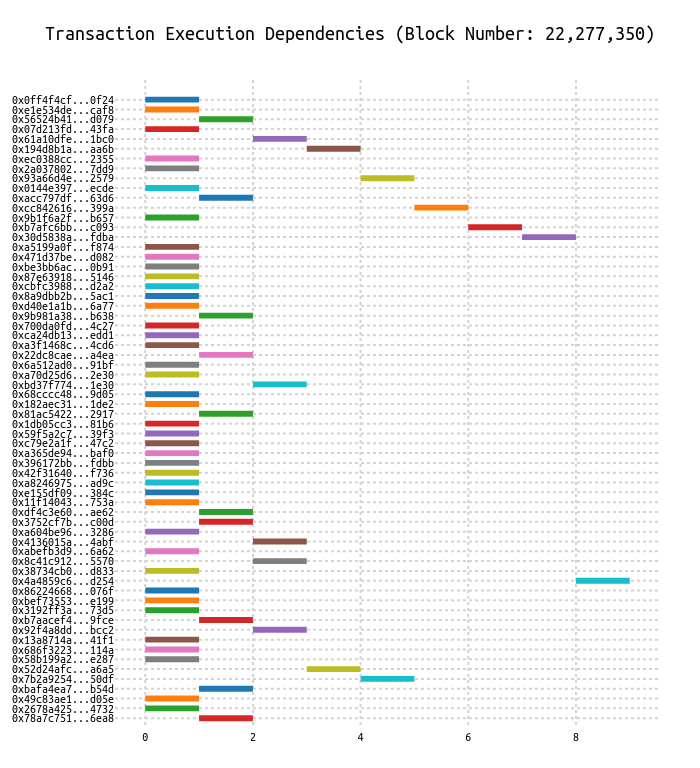 Transaction Execution Dependencies (Block Number: 22,277,350)
0x0ff4f4cf...0f24
0xe1e534de...caf8
0x56524b41...d079
0x07d213fd...43fa
0x61a10dfe...1bc0
0x194d8b1a...aa6b
0xec0388cc...2355
0x2a037802...7dd9
0x93a66d4e...2579
0x0144e397...ecde
0xacc797df...63d6
0xcc842616...399a
0x9b1f6a2f...b657
0xb7afc6bb...c093
0x30d5838a...fdba
0xa5199a0f...f874
0x471d37be...d082
0xbe3bb6ac...0b91
0x87e63918...5146
0xcbfc3988...d2a2
0x8a9dbb2b...5ac1
0xd40e1a1b...6a77
0x9b981a38...b638
0x700da0fd...4c27
0xca24db13...edd1
0xa3f1468c...4cd6
0x22dc8cae...a4ea
0x6a512ad0...91bf
0xa70d25d6...2e30
0xbd37f774...1e30
0x68cccc48...9d05
0x182aec31...1de2
0x81ac5422...2917
0x1db05cc3...81b6
0x59f5a2c7...39f3
0xc79e2a1f...47c2
0xa365de94...baf0
0x396172bb...fdbb
0x42f31640...f736
0xa8246975...ad9c
0xe155df09...384c
0x11f14043...753a
0xdf4c3e60...ae62
0x3752cf7b...c00d
0xa604be96...3286
0x4136015a...4abf
0xabefb3d9...6a62
0x8c41c912...5570
0x38734cb0...d833
0x4a4859c6...d254
0x86224668...076f
0xbef73553...e199
0x3192ff3a...73d5
0xb7aacef4...9fce
0x92f4a8dd...bcc2
0x13a8714a...41f1
0x686f3223...114a
0x58b199a2...e287
0x52d24afc...a6a5
0x7b2a9254...50df
0xbafa4ea7...b54d
0x49c83ae1...d05e
0x2678a425...4732
0x78a7c751...6ea8
0 2 4 6 8